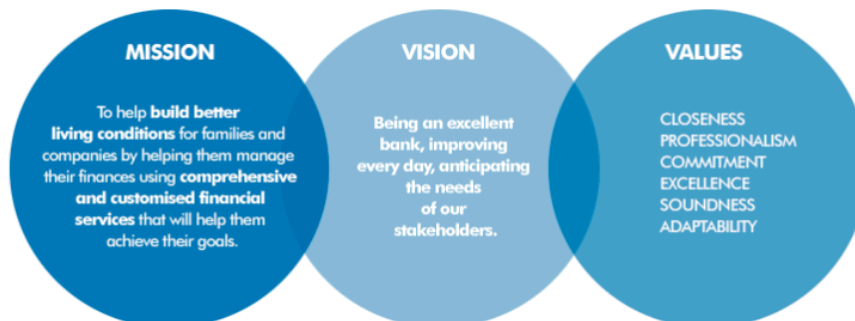 MISSION
To help build better
living conditions for families and
companies by helping them manage
their finances using comprehensive
and customised financial
services that will help them
achieve their goals.
VISION
Being an excellent
bank, improving
every day, anticipating
the needs
of our
stakeholders.
VALUES
CLOSENESS
PROFESSIONALISM
COMMITMENT
EXCELLENCE
SOUNDNESS
ADAPTABILITY